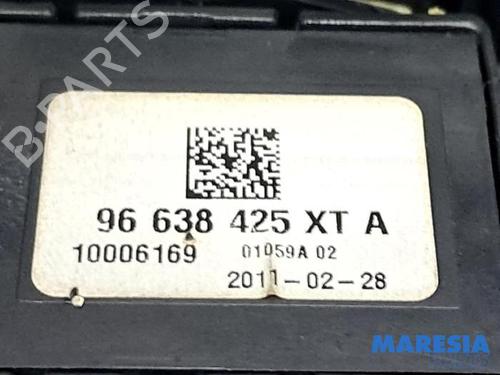 B-PARTS
96 638 425 XT A
10006169 01059A 02
2011-02-28
MARESIA